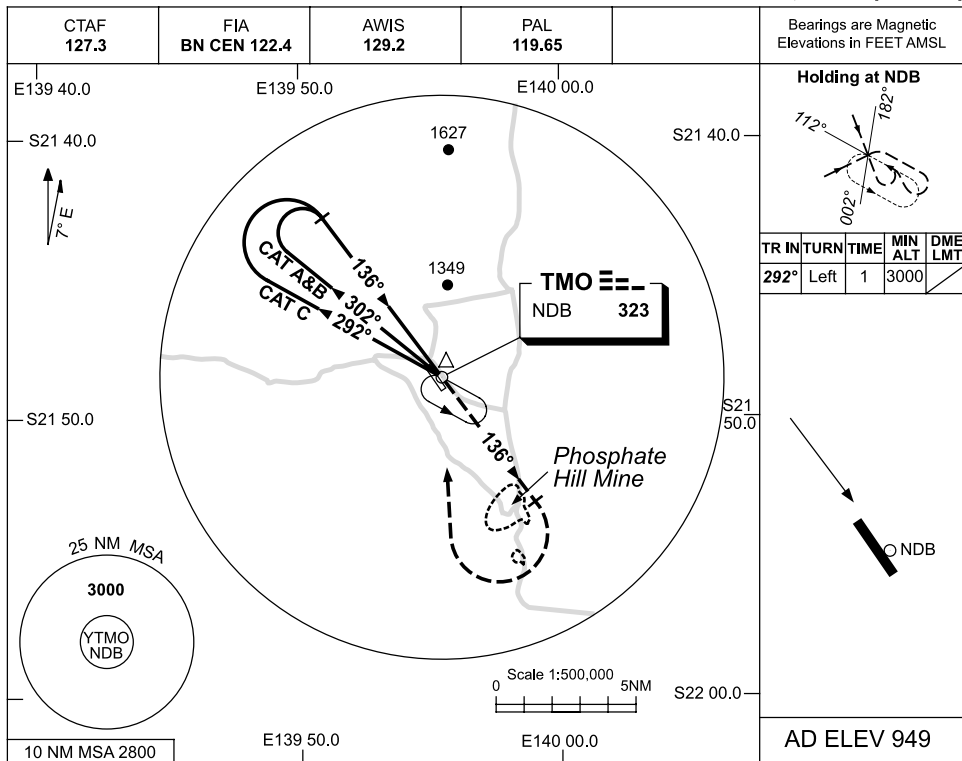 CTAF
127.3
FIA
BN CEN 122.4
AWIS
129.2
PAL
119.65
Bearings are Magnetic
Elevations in FEET AMSL
E139 40.0
E139 50.0
E140 00.0
S21 40.0
S21 40.0
1627
7° E
1349
CAT A&B
CAT C
136°
302°
292°
TMO
NDB 323
S21 50.0
S21
50.0
136°
Phosphate
Hill Mine
25 NM MSA
3000
YTMO
NDB
10 NM MSA 2800
Scale 1:500,000
0 5NM
S22 00.0
E139 50.0
E140 00.0
Holding at NDB
112°
182°
002°
TR IN TURN TIME MIN ALT DME LMT
292° Left 1 3000
NDB
AD ELEV 949